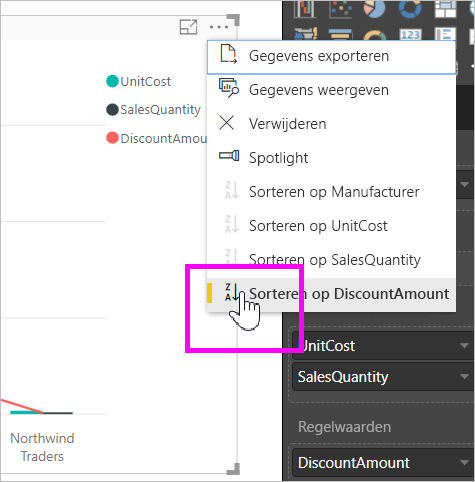 Gegevens exporteren
UnitCost
Gegevens weergeven
SalesQuantity
Verwijderen
DiscountAmou
Spotlight
Sorteren op Manufacturer
Sorteren op UnitCost
Sorteren op SalesQuantity
Sorteren op DiscountAmount
UnitCost
SalesQuantity
Northwind
Traders
Regelwaarden
DiscountAmount